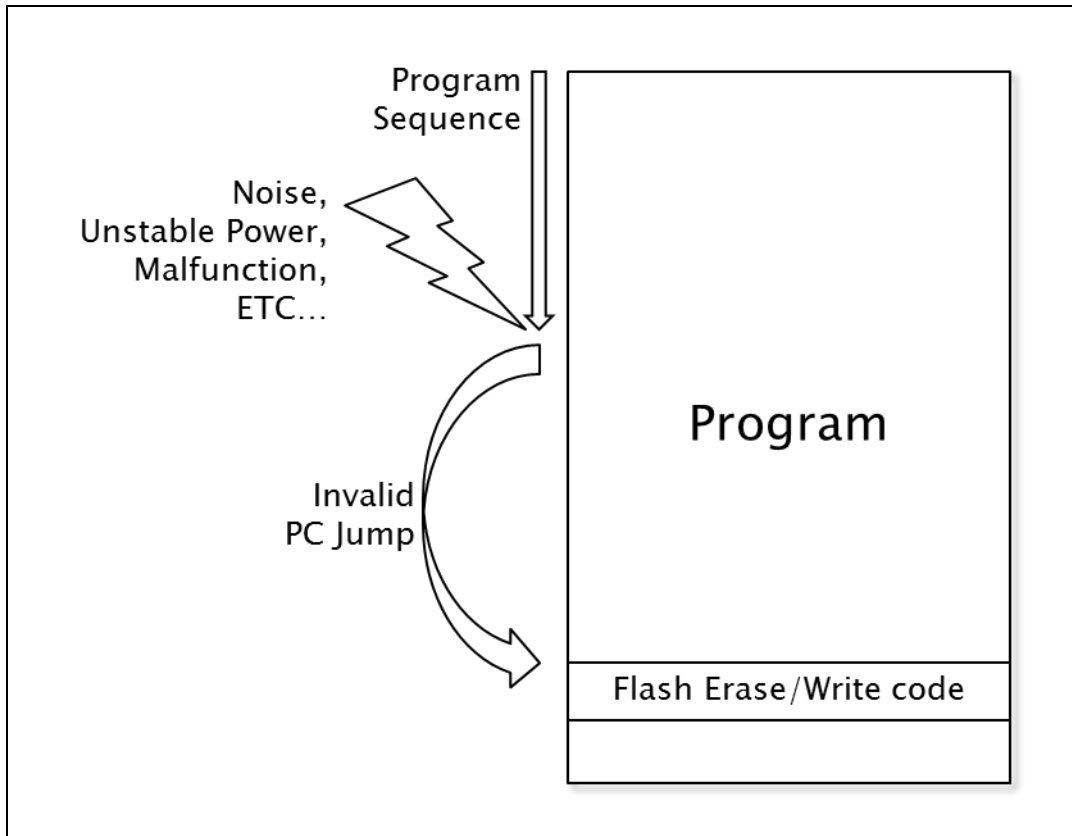 Program
Sequence
Noise,
Unstable Power,
Malfunction,
ETC...
Program
Invalid
PC Jump
Flash Erase/Write code